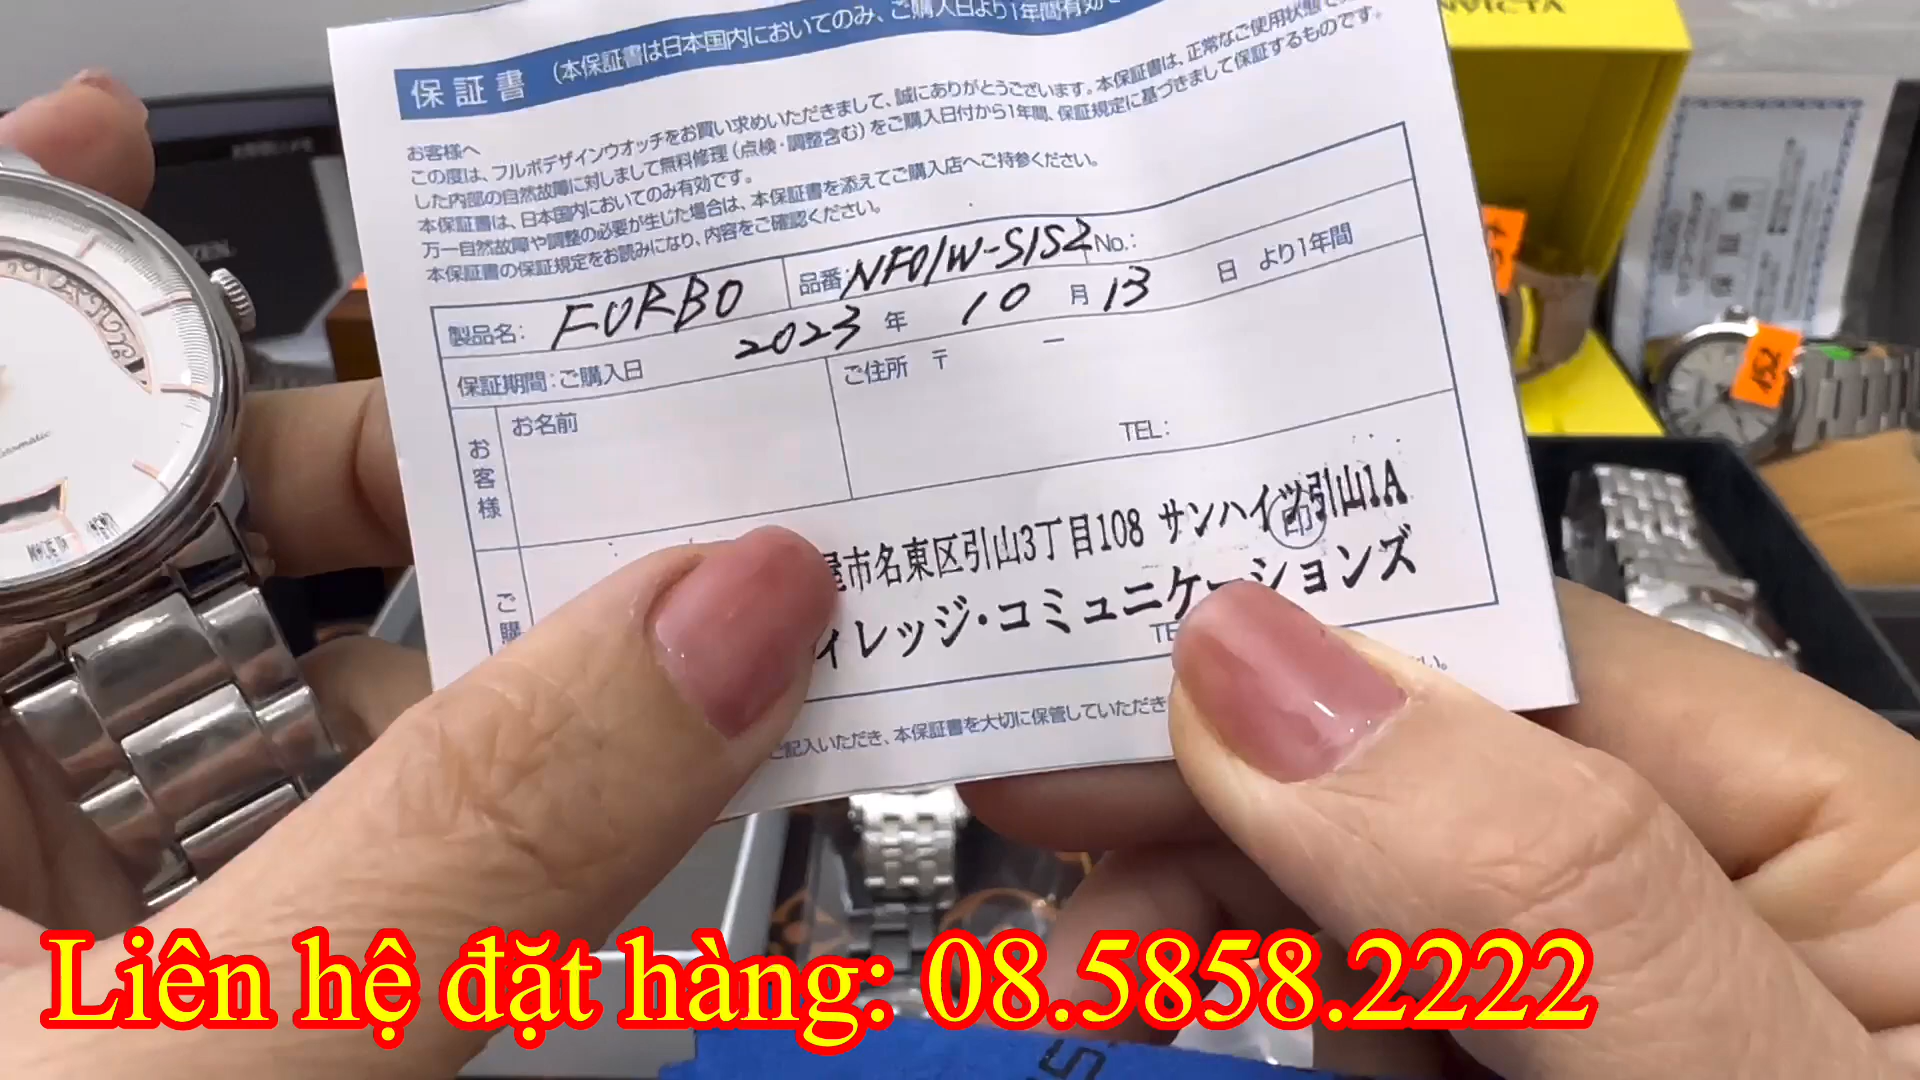 INVICTA
保証書 (本保証書は日本国内においてのみ、ご購入日より1年間有効で
お客様へ
この度は、フルボデザインウオッチをお買い求めいただきまして、誠にありがとうございます。本保証書は、正常なご使用状態で
した内部の自然故障に対しまして無料修理(点検・調整含む)をご購入日付から1年間、保証規定に基づきまして保証するものです。
本保証書は、日本国内においてのみ有効です。
万一自然故障や調整の必要が生じた場合は、本保証書を添えてご購入店へご持参ください。
本保証書の保証規定をお読みになり、内容をご確認ください。
製品名: FURBO 品番: NF01W-S1S2 No.:
保証期間:ご購入日 2023 年 10 月 13 日 より1年間
お客様 お名前 ご住所 〒 ー
TEL:
ご購
屋市名東区引山3丁目108 サンハイツ引山1A
ィレッジ・コミュニケーションズ
ご記入いただき、本保証書を大切に保管していただき
い。
152
Liên hệ đặt hàng: 08.5858.2222